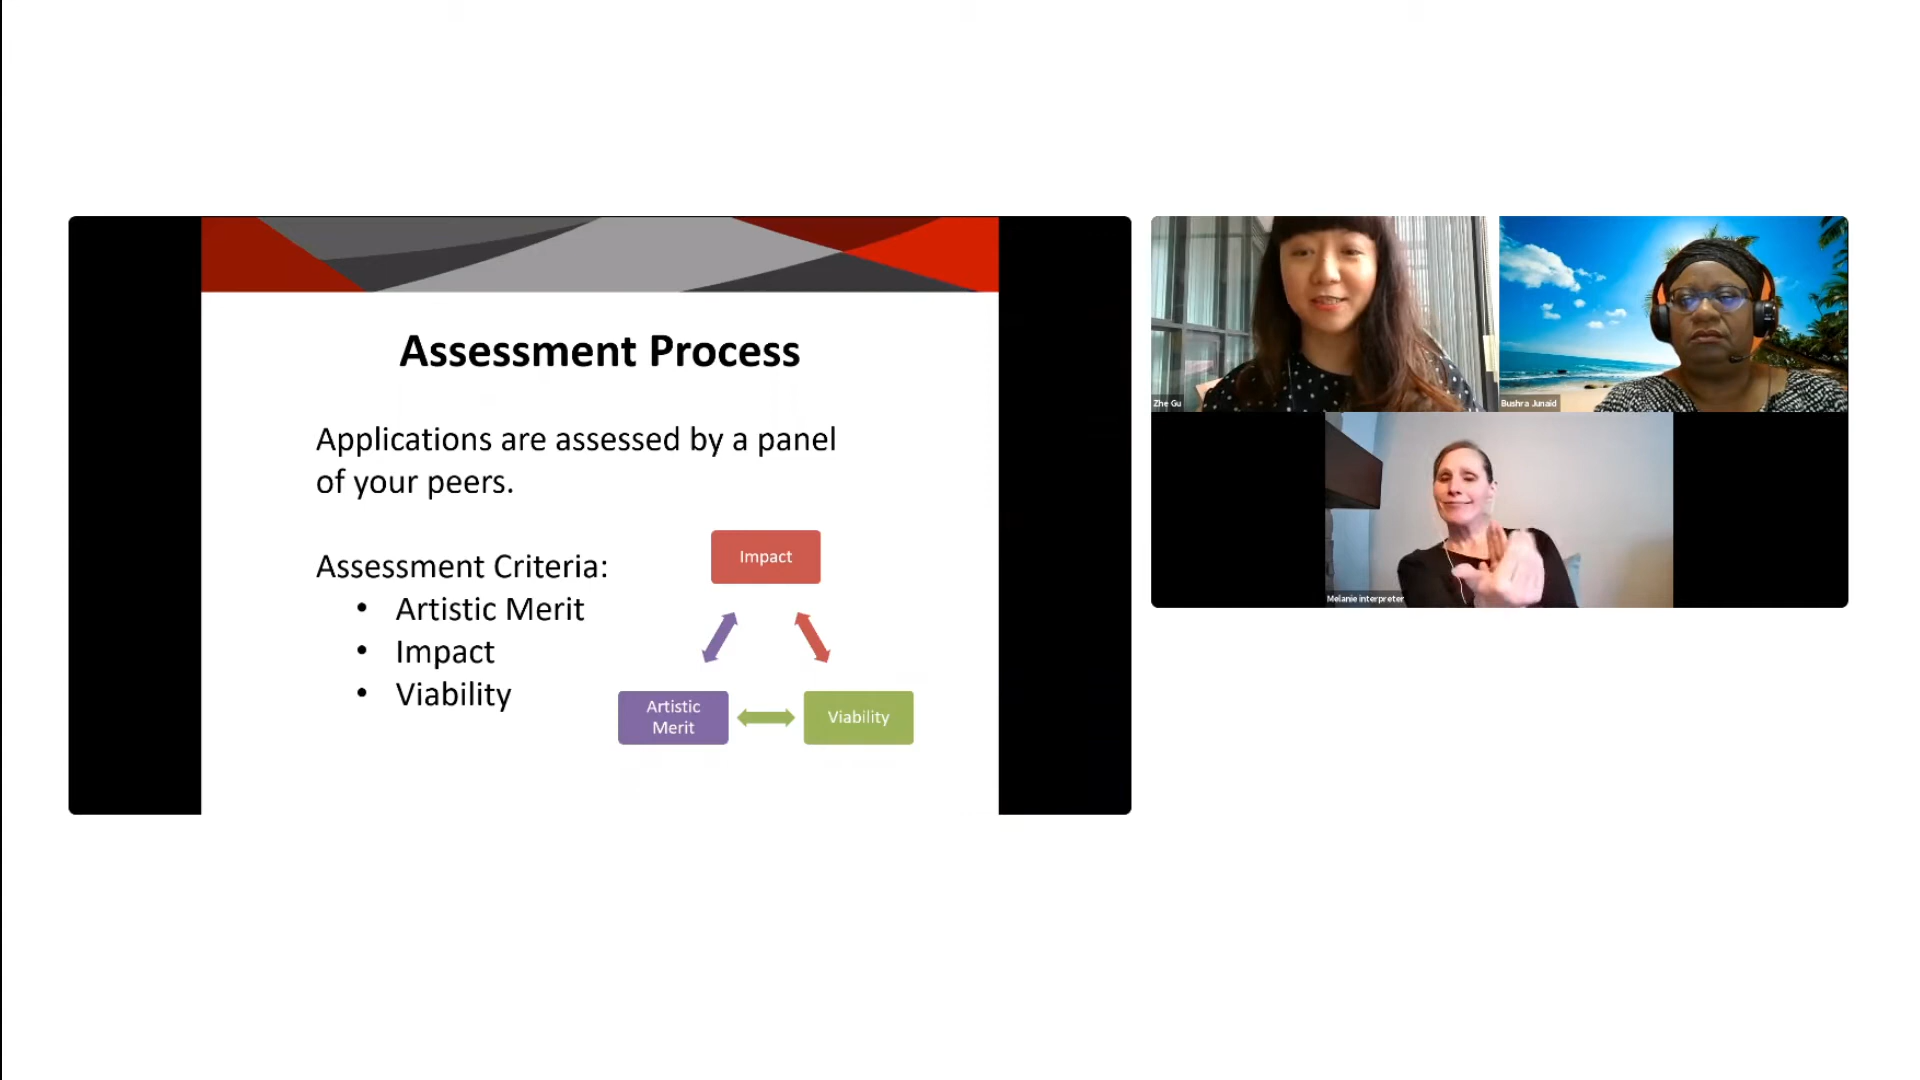 Assessment Process
Applications are assessed by a panel
of your peers.
Assessment Criteria:
• Artistic Merit
• Impact
• Viability
Impact
Artistic
Merit
Viability
Zhe Gu
Bushra Junaid
Melanie interpreter